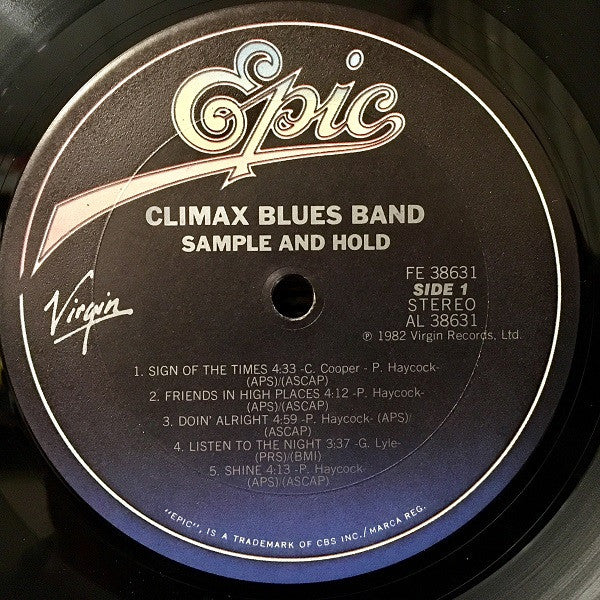 Epic
CLIMAX BLUES BAND
SAMPLE AND HOLD
Virgin
FE 38631
SIDE 1
STEREO
AL 38631
℗ 1982 Virgin Records, Ltd.
1. SIGN OF THE TIMES 4:33 -C. Cooper - P. Haycock-
(APS)/(ASCAP)
2. FRIENDS IN HIGH PLACES 4:12 -P. Haycock-
(APS)/(ASCAP)
3. DOIN' ALRIGHT 4:59 -P. Haycock- (APS)/
(ASCAP)
4. LISTEN TO THE NIGHT 3:37 -G. Lyle-
(PRS)/(BMI)
5. SHINE 4:13 -P. Haycock-
(APS)/(ASCAP)
"EPIC", IS A TRADEMARK OF CBS INC./MARCA REG.